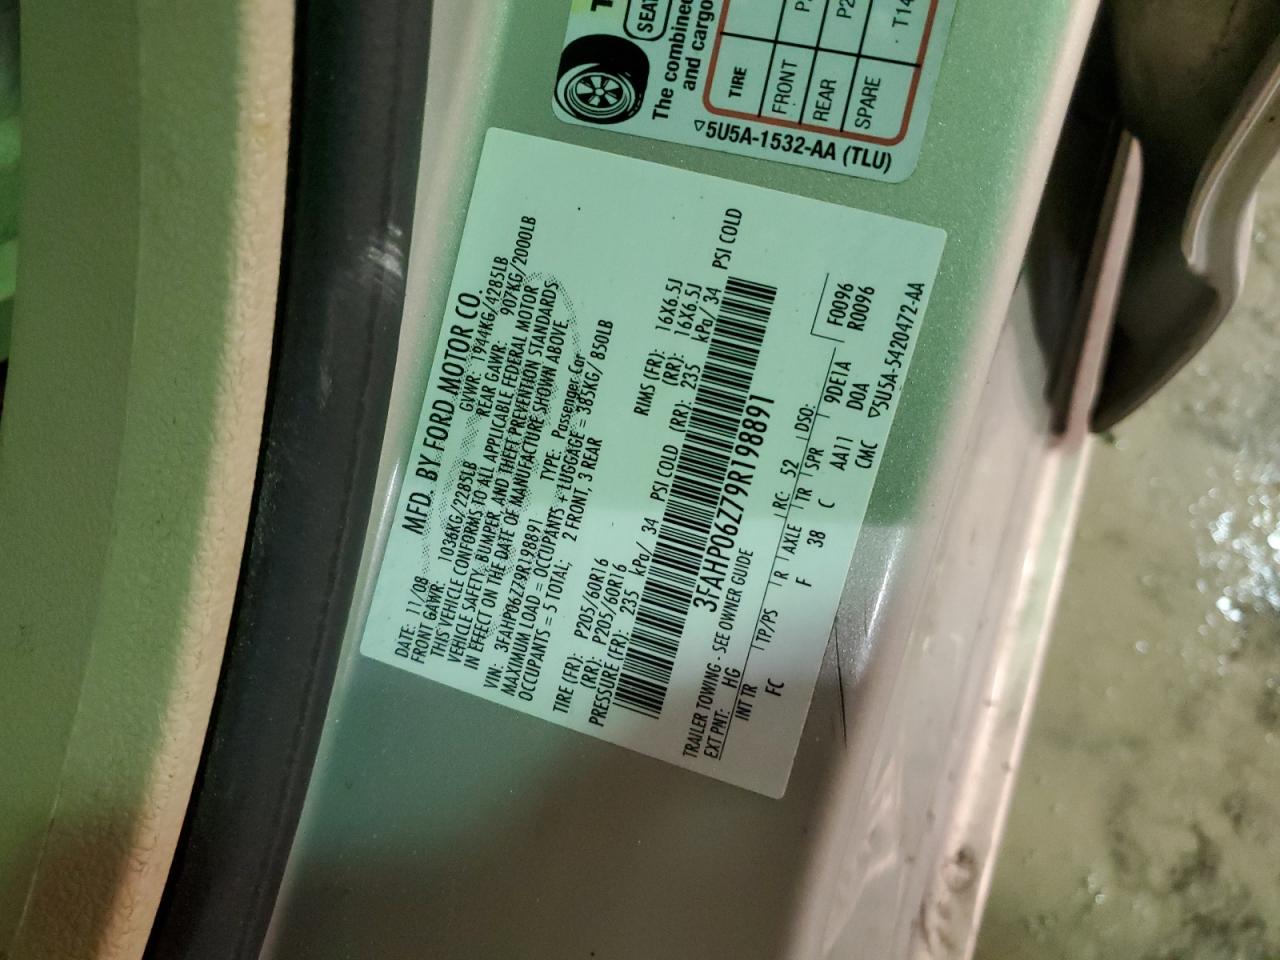 SEAT
The combined
and cargo
TIRE
FRONT P
REAR P2
SPARE T14
5U5A-1532-AA (TLU)
MFD. BY FORD MOTOR CO.
DATE: 11/08 GVWR: 1944KG/4285LB
FRONT GAWR: 1036KG/2285LB REAR GAWR: 907KG/2000LB
THIS VEHICLE CONFORMS TO ALL APPLICABLE FEDERAL MOTOR
VEHICLE SAFETY, BUMPER, AND THEFT PREVENTION STANDARDS
IN EFFECT ON THE DATE OF MANUFACTURE SHOWN ABOVE.
VIN: 3FAHP06Z79R198891 TYPE: Passenger Car
MAXIMUM LOAD = OCCUPANTS + LUGGAGE = 385KG/ 850LB
OCCUPANTS = 5 TOTAL; 2 FRONT, 3 REAR
TIRE (FR): P205/60R16 RIMS (FR): 16X6.5J
(RR): P205/60R16 (RR): 16X6.5J
PRESSURE (FR): 235 kPa/ 34 PSI COLD (RR): 235 kPa/ 34 PSI COLD
3FAHP06Z79R198891
TRAILER TOWING - SEE OWNER GUIDE
EXT PNT: HG RC: 52 DSO: F0096
INT TR TP/PS R AXLE TR SPR R0696
FC F 38 C AA11 9DE1A
CMC D0A
5U5A-5420472-AA